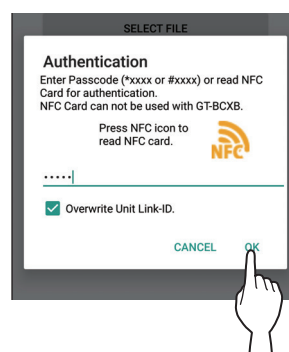 SELECT FILE
Authentication
Enter Passcode (*xxxx or #xxxx) or read NFC
Card for authentication.
NFC Card can not be used with GT-BCXB.
Press NFC icon to
read NFC card.
NFC
•••••
Overwrite Unit Link-ID.
CANCEL OK